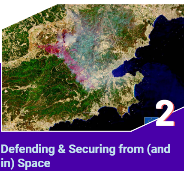 2
Defending & Securing from (and
in) Space